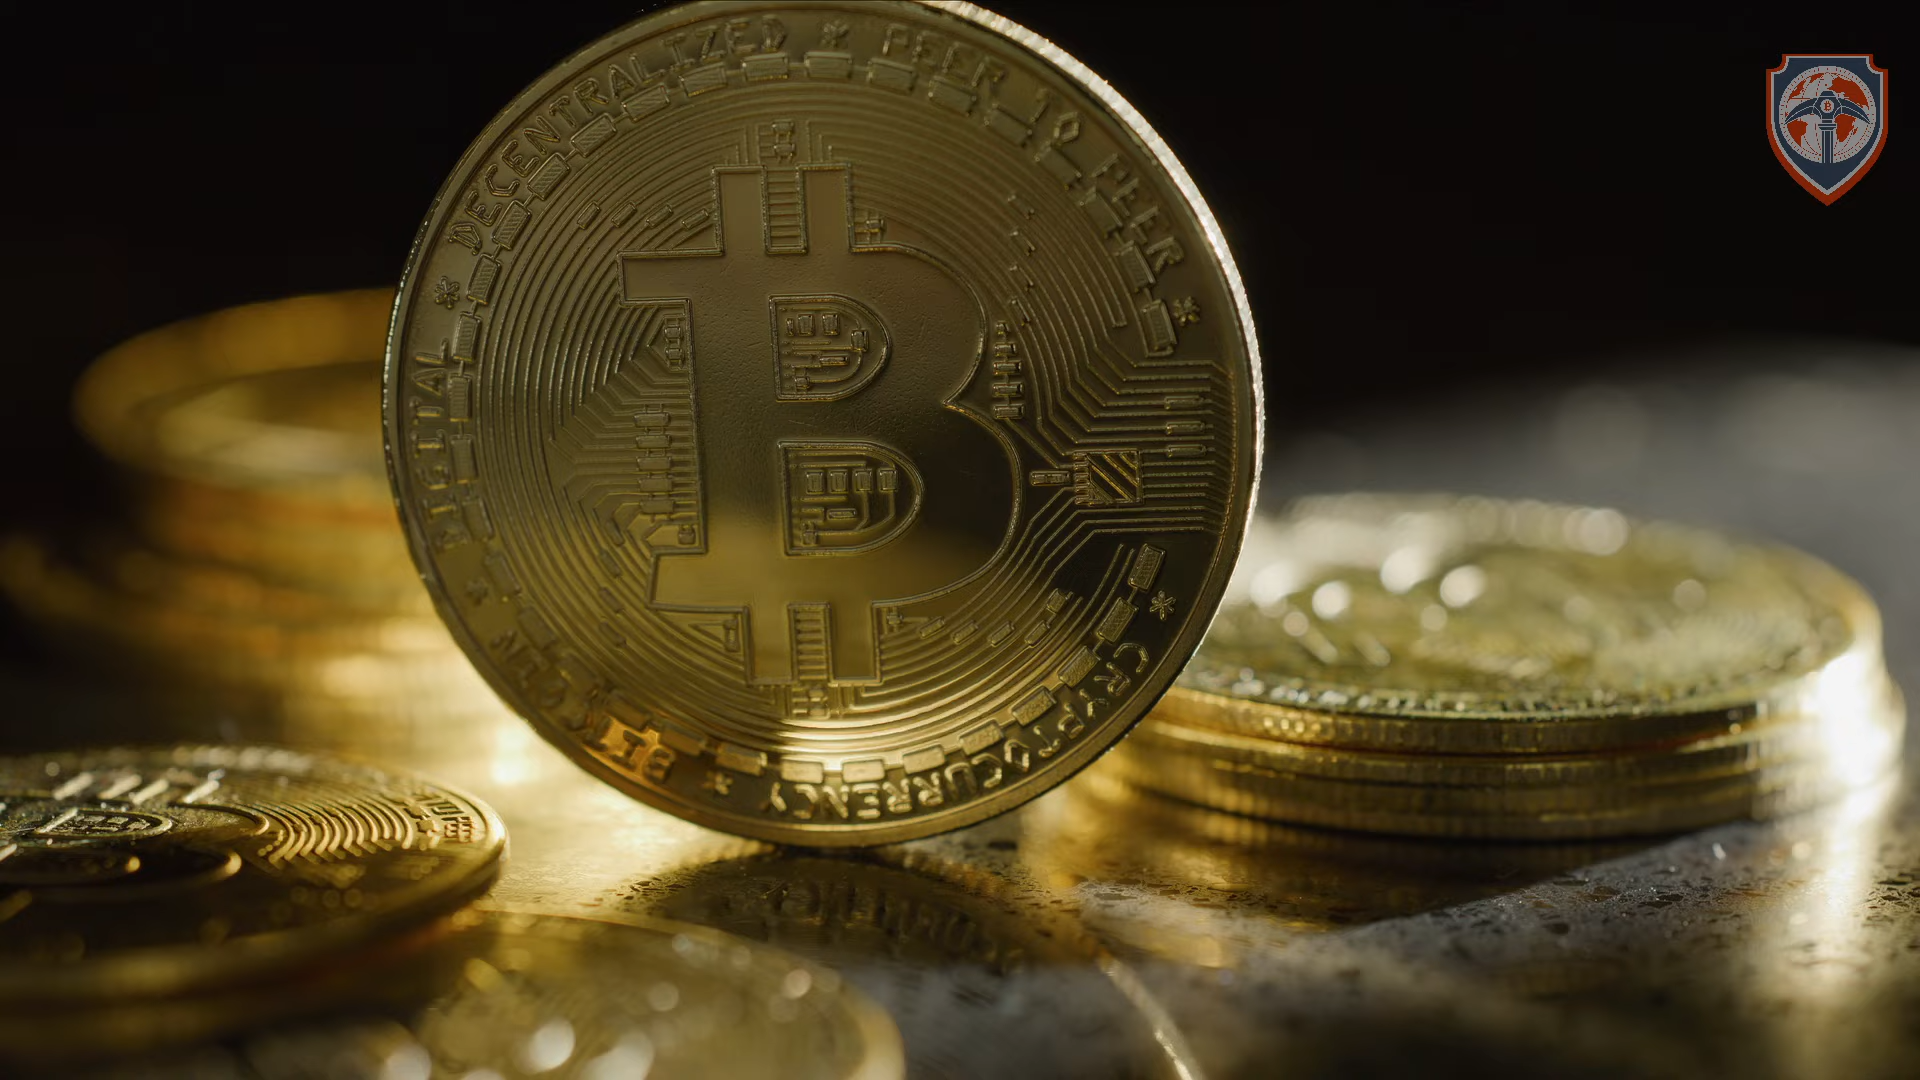 DECENTRALIZED * PEER TO PEER * CRYPTOCURRENCY * BITCOIN * DIGITAL *